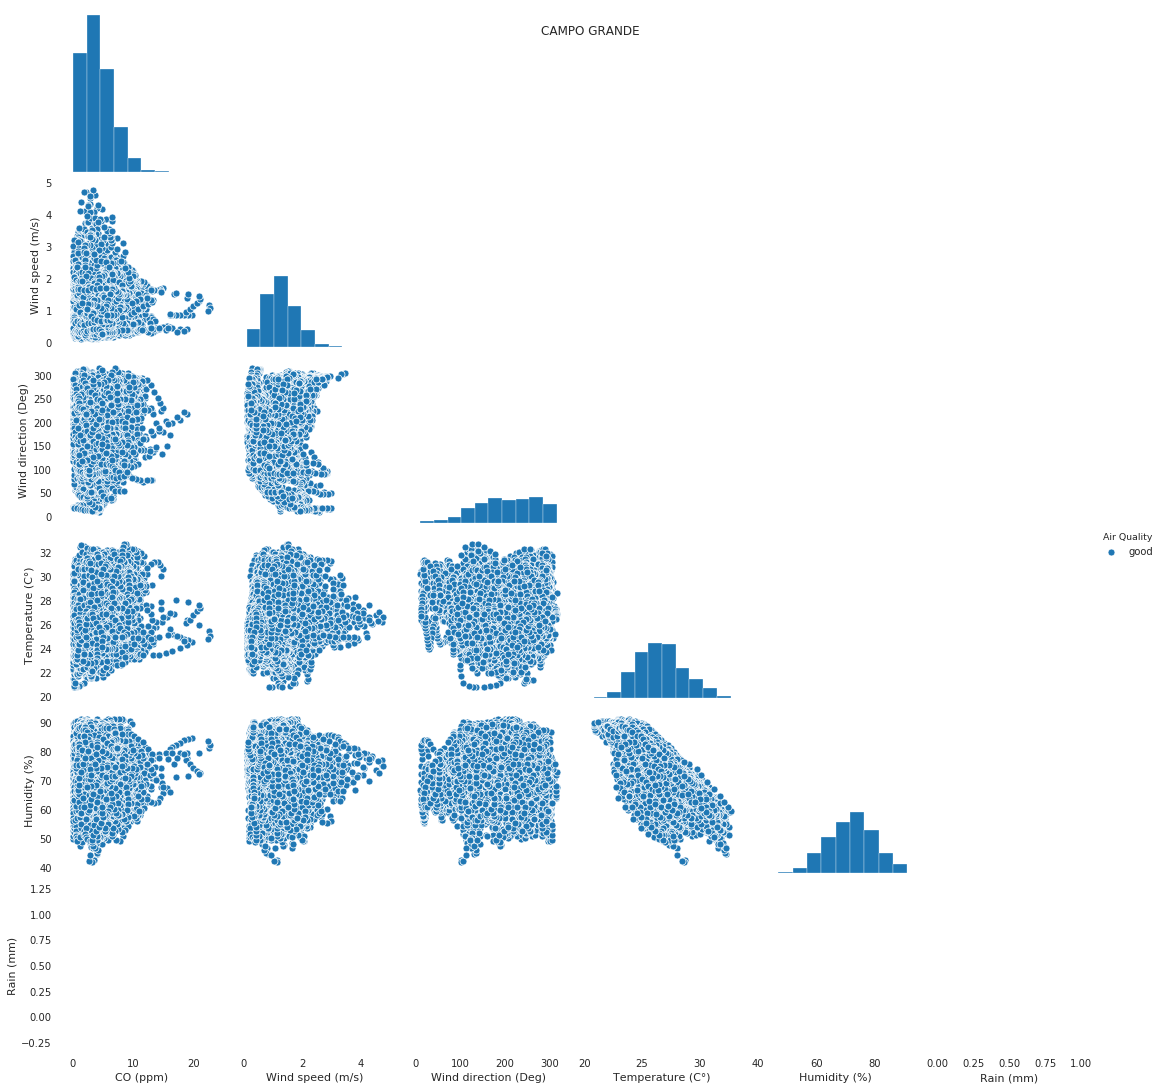 CAMPO GRANDE
5
4
3
2
1
0
Wind speed (m/s)
300
250
200
150
100
50
0
Wind direction (Deg)
32
30
28
26
24
22
20
Temperature (C°)
Air Quality
good
90
80
70
60
50
40
Humidity (%)
1.25
1.00
0.75
0.50
0.25
0.00
−0.25
Rain (mm)
0 10 20
CO (ppm)
0 2 4
Wind speed (m/s)
0 100 200 300
Wind direction (Deg)
20 25 30
Temperature (C°)
40 60 80
Humidity (%)
0.00 0.25 0.50 0.75 1.00
Rain (mm)